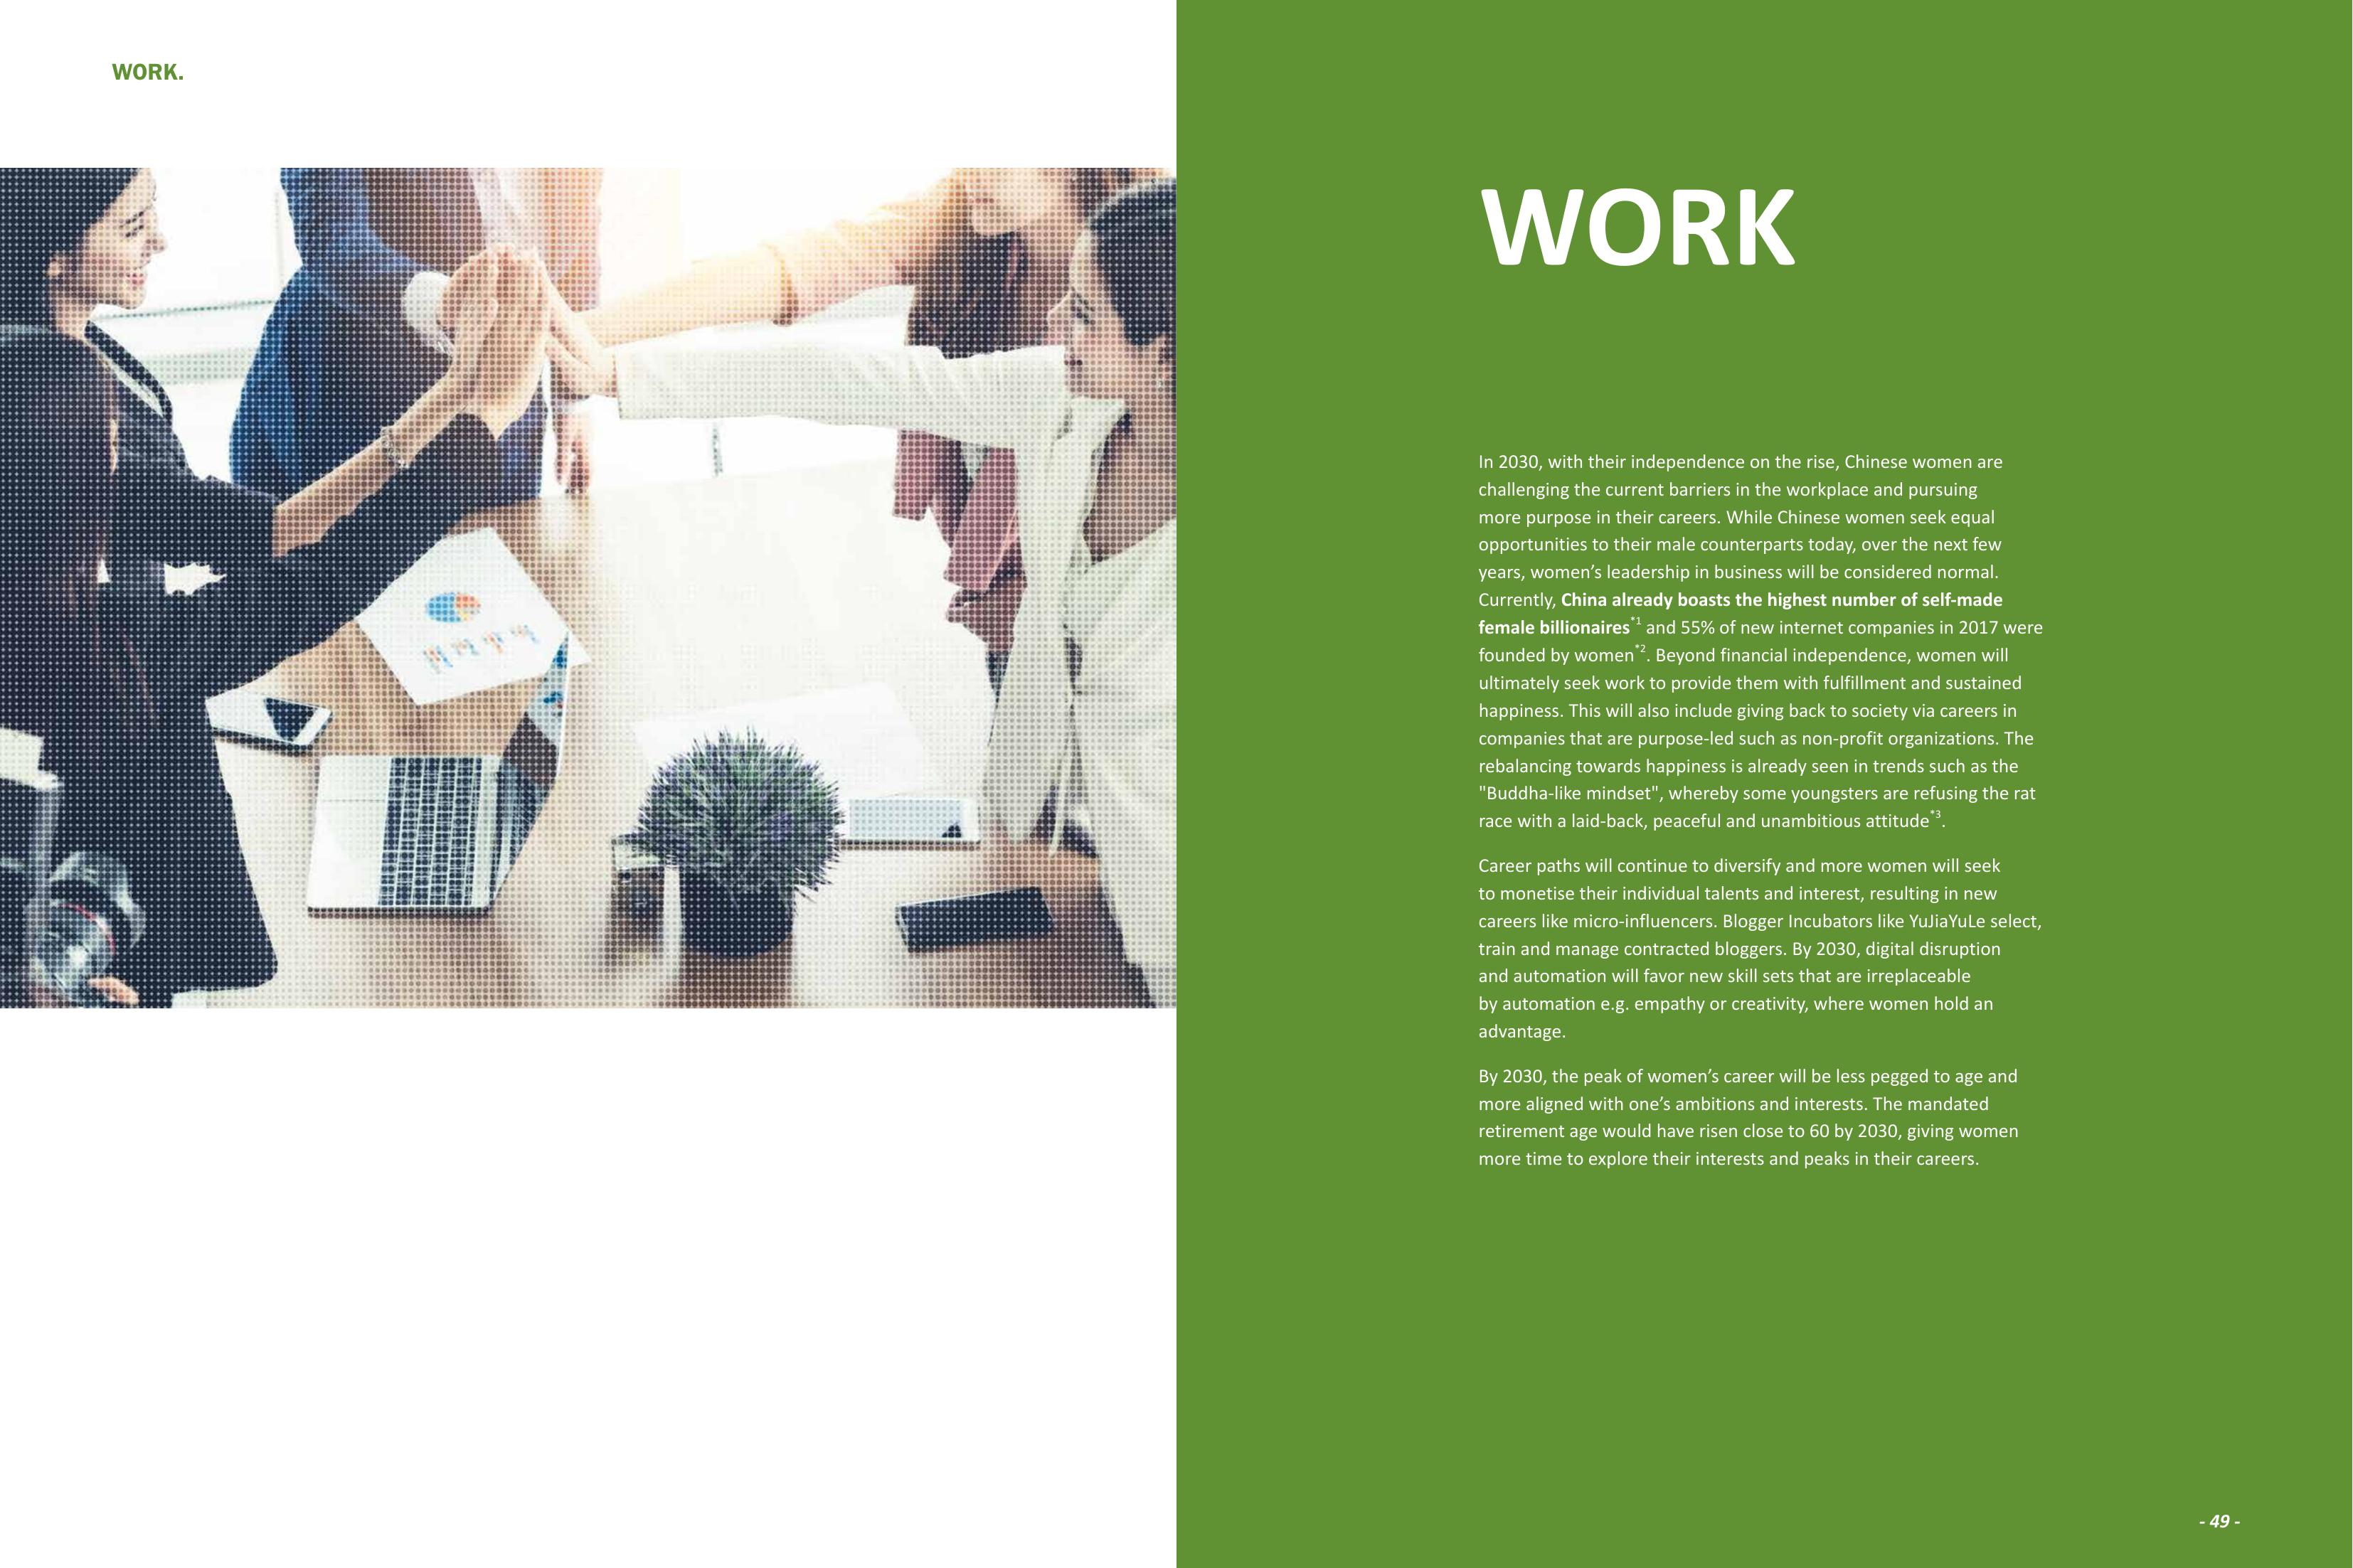 WORK.
WORK
In 2030, with their independence on the rise, Chinese women are
challenging the current barriers in the workplace and pursuing
more purpose in their careers. While Chinese women seek equal
opportunities to their male counterparts today, over the next few
years, women’s leadership in business will be considered normal.
Currently, China already boasts the highest number of self-made
female billionaires*1 and 55% of new internet companies in 2017 were
founded by women*2. Beyond financial independence, women will
ultimately seek work to provide them with fulfillment and sustained
happiness. This will also include giving back to society via careers in
companies that are purpose-led such as non-profit organizations. The
rebalancing towards happiness is already seen in trends such as the
"Buddha-like mindset", whereby some youngsters are refusing the rat
race with a laid-back, peaceful and unambitious attitude*3.
Career paths will continue to diversify and more women will seek
to monetise their individual talents and interest, resulting in new
careers like micro-influencers. Blogger Incubators like YuJiaYuLe select,
train and manage contracted bloggers. By 2030, digital disruption
and automation will favor new skill sets that are irreplaceable
by automation e.g. empathy or creativity, where women hold an
advantage.
By 2030, the peak of women’s career will be less pegged to age and
more aligned with one’s ambitions and interests. The mandated
retirement age would have risen close to 60 by 2030, giving women
more time to explore their interests and peaks in their careers.
- 49 -